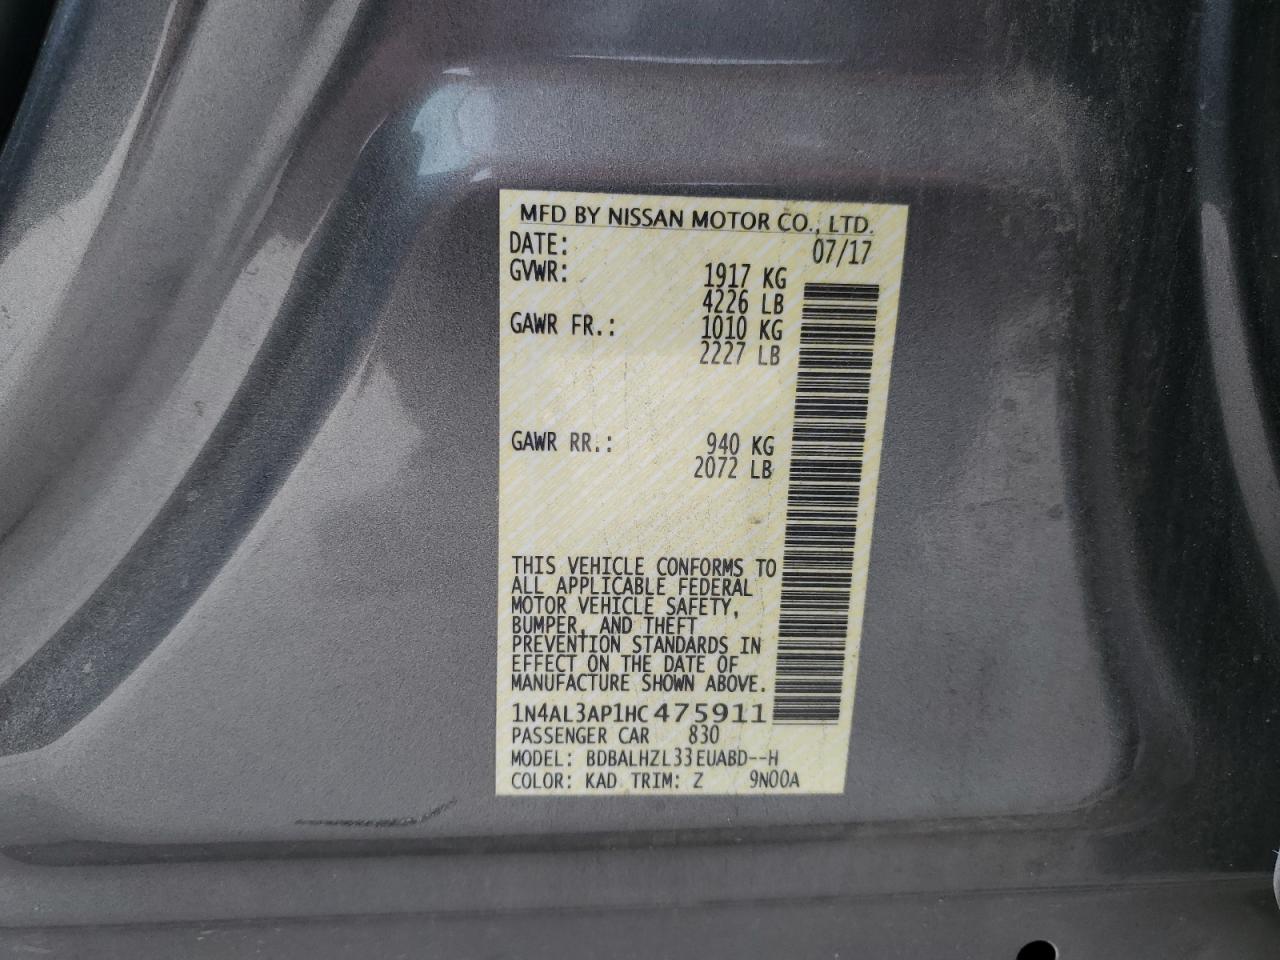 MFD BY NISSAN MOTOR CO., LTD.
DATE: 07/17
GVWR: 1917 KG
4226 LB
GAWR FR.: 1010 KG
2227 LB
GAWR RR.: 940 KG
2072 LB
THIS VEHICLE CONFORMS TO
ALL APPLICABLE FEDERAL
MOTOR VEHICLE SAFETY,
BUMPER, AND THEFT
PREVENTION STANDARDS IN
EFFECT ON THE DATE OF
MANUFACTURE SHOWN ABOVE.
1N4AL3AP1HC475911
PASSENGER CAR 830
MODEL: BDBALHZL33EUABD--H
COLOR: KAD TRIM: Z 9N00A